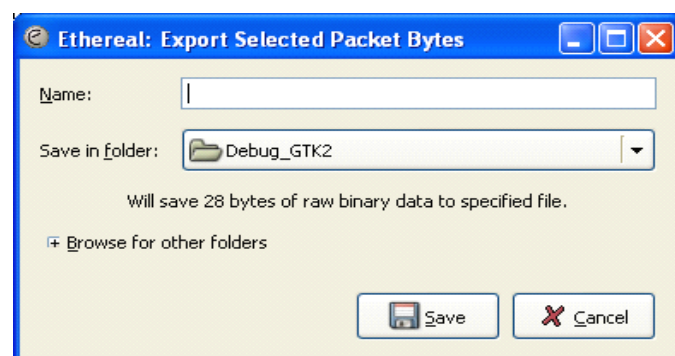 Ethereal: Export Selected Packet Bytes
Name:
Save in folder: Debug_GTK2
Will save 28 bytes of raw binary data to specified file.
Browse for other folders
Save Cancel